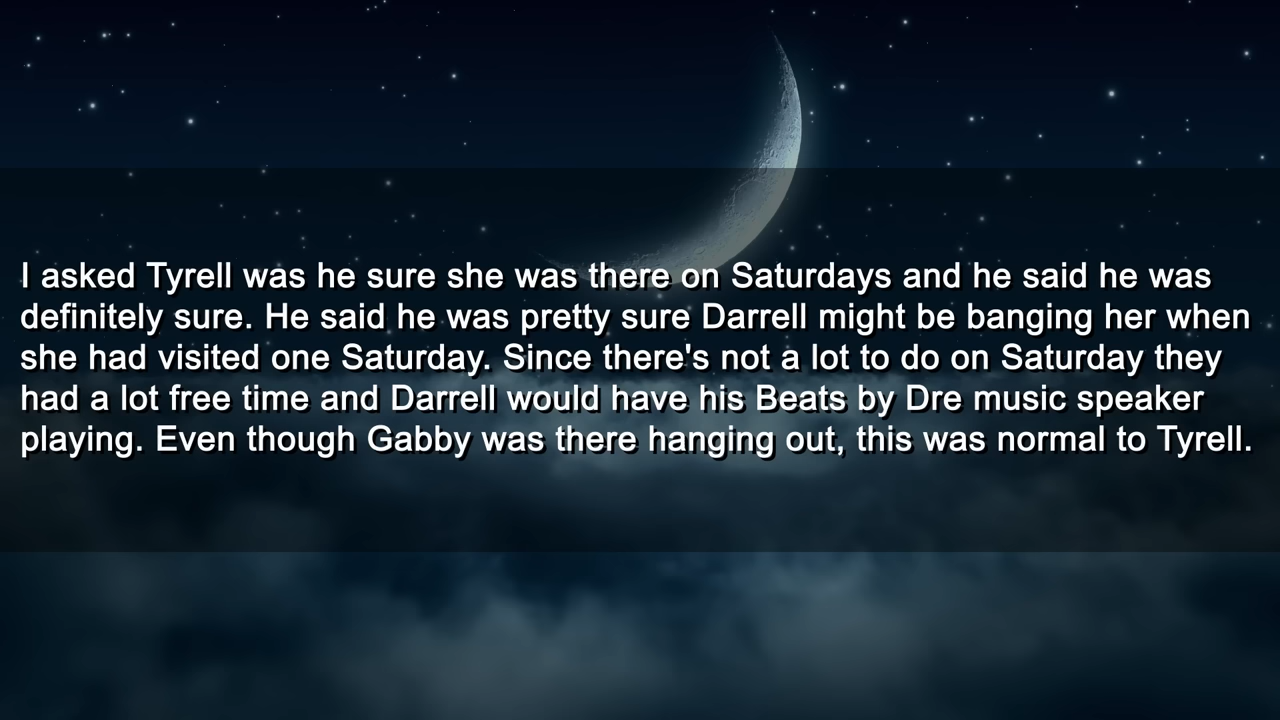 I asked Tyrell was he sure she was there on Saturdays and he said he was
definitely sure. He said he was pretty sure Darrell might be banging her when
she had visited one Saturday. Since there's not a lot to do on Saturday they
had a lot free time and Darrell would have his Beats by Dre music speaker
playing. Even though Gabby was there hanging out, this was normal to Tyrell.